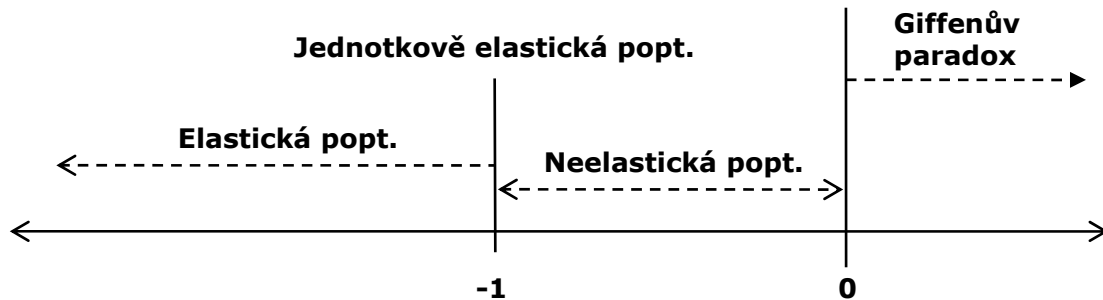 Giffenův
paradox
Jednotkově elastická popt.
Elastická popt.
Neelastická popt.
-1
0